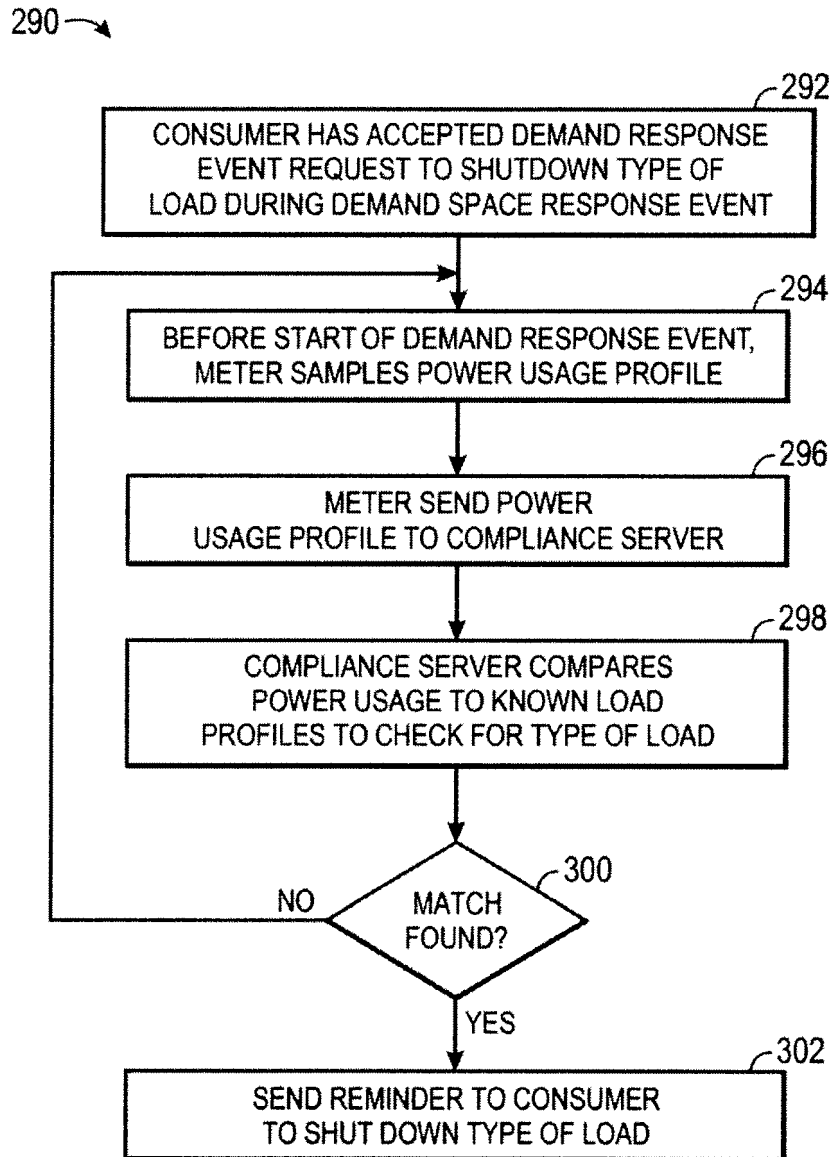 290
292
CONSUMER HAS ACCEPTED DEMAND RESPONSE
EVENT REQUEST TO SHUTDOWN TYPE OF
LOAD DURING DEMAND SPACE RESPONSE EVENT
294
BEFORE START OF DEMAND RESPONSE EVENT,
METER SAMPLES POWER USAGE PROFILE
296
METER SEND POWER
USAGE PROFILE TO COMPLIANCE SERVER
298
COMPLIANCE SERVER COMPARES
POWER USAGE TO KNOWN LOAD
PROFILES TO CHECK FOR TYPE OF LOAD
300
NO
MATCH
FOUND?
YES
302
SEND REMINDER TO CONSUMER
TO SHUT DOWN TYPE OF LOAD